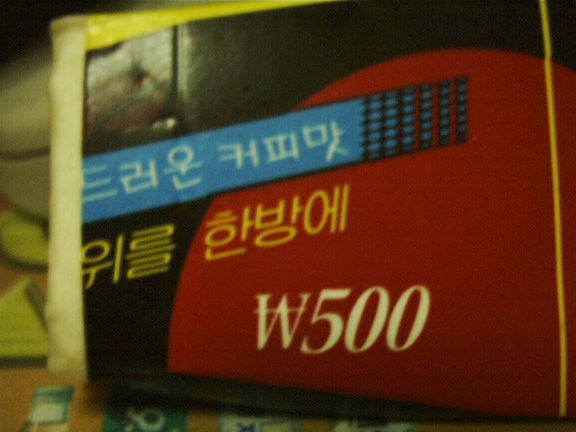 드러운 커피맛
위를 한방에
₩500